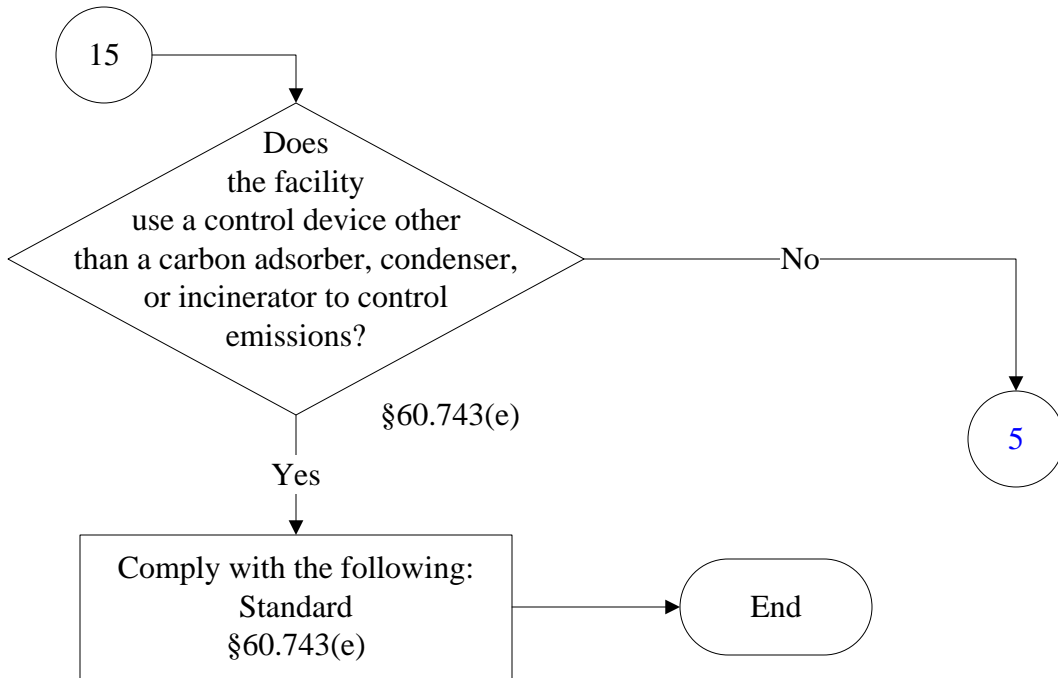 15
Does
the facility
use a control device other
than a carbon adsorber, condenser,
or incinerator to control
emissions?
No
§60.743(e)
5
Yes
Comply with the following:
Standard
§60.743(e)
End